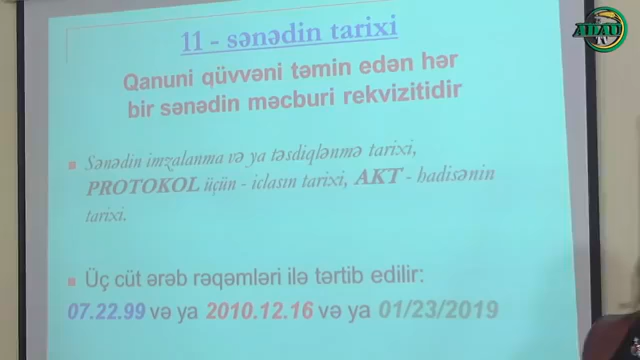 ADAU
11 - sənədin tarixi
Qanuni qüvvəni təmin edən hər
bir sənədin məcburi rekvizitidir
Sənədin imzalanma və ya təsdiqlənmə tarixi,
PROTOKOL üçün - iclasın tarixi, AKT - hadisənin
tarixi.
Üç cüt ərəb rəqəmləri ilə tərtib edilir:
07.22.99 və ya 2010.12.16 və ya 01/23/2019